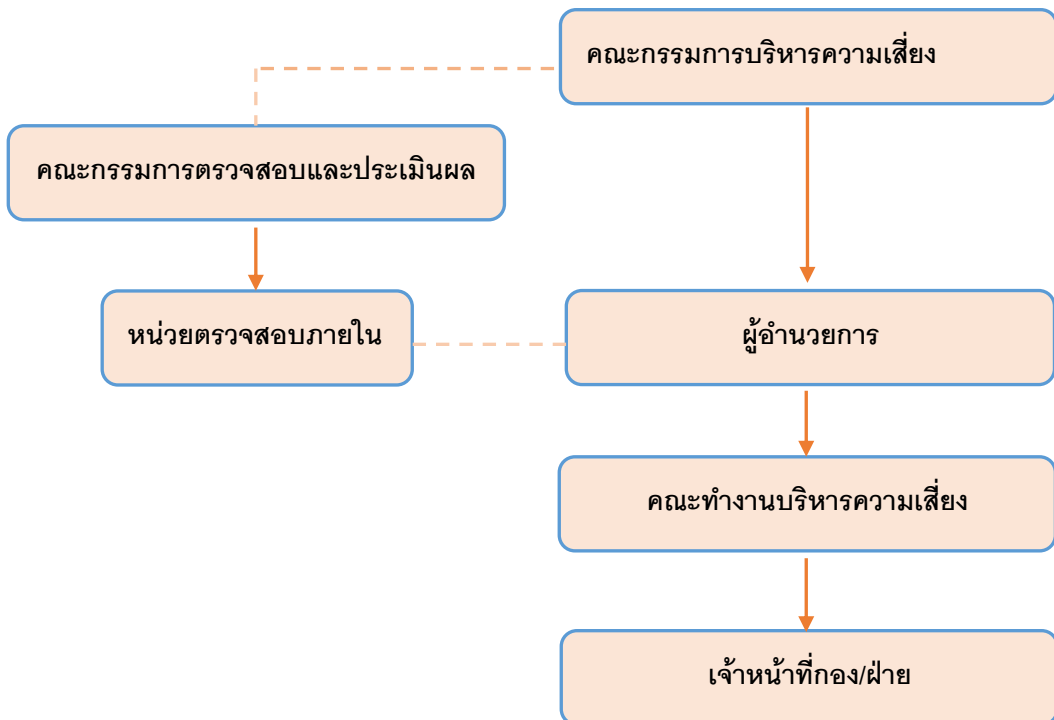 คณะกรรมการบริหารความเสี่ยง
คณะกรรมการตรวจสอบและประเมินผล
หน่วยตรวจสอบภายใน
ผู้อำนวยการ
คณะทำงานบริหารความเสี่ยง
เจ้าหน้าที่กอง/ฝ่าย